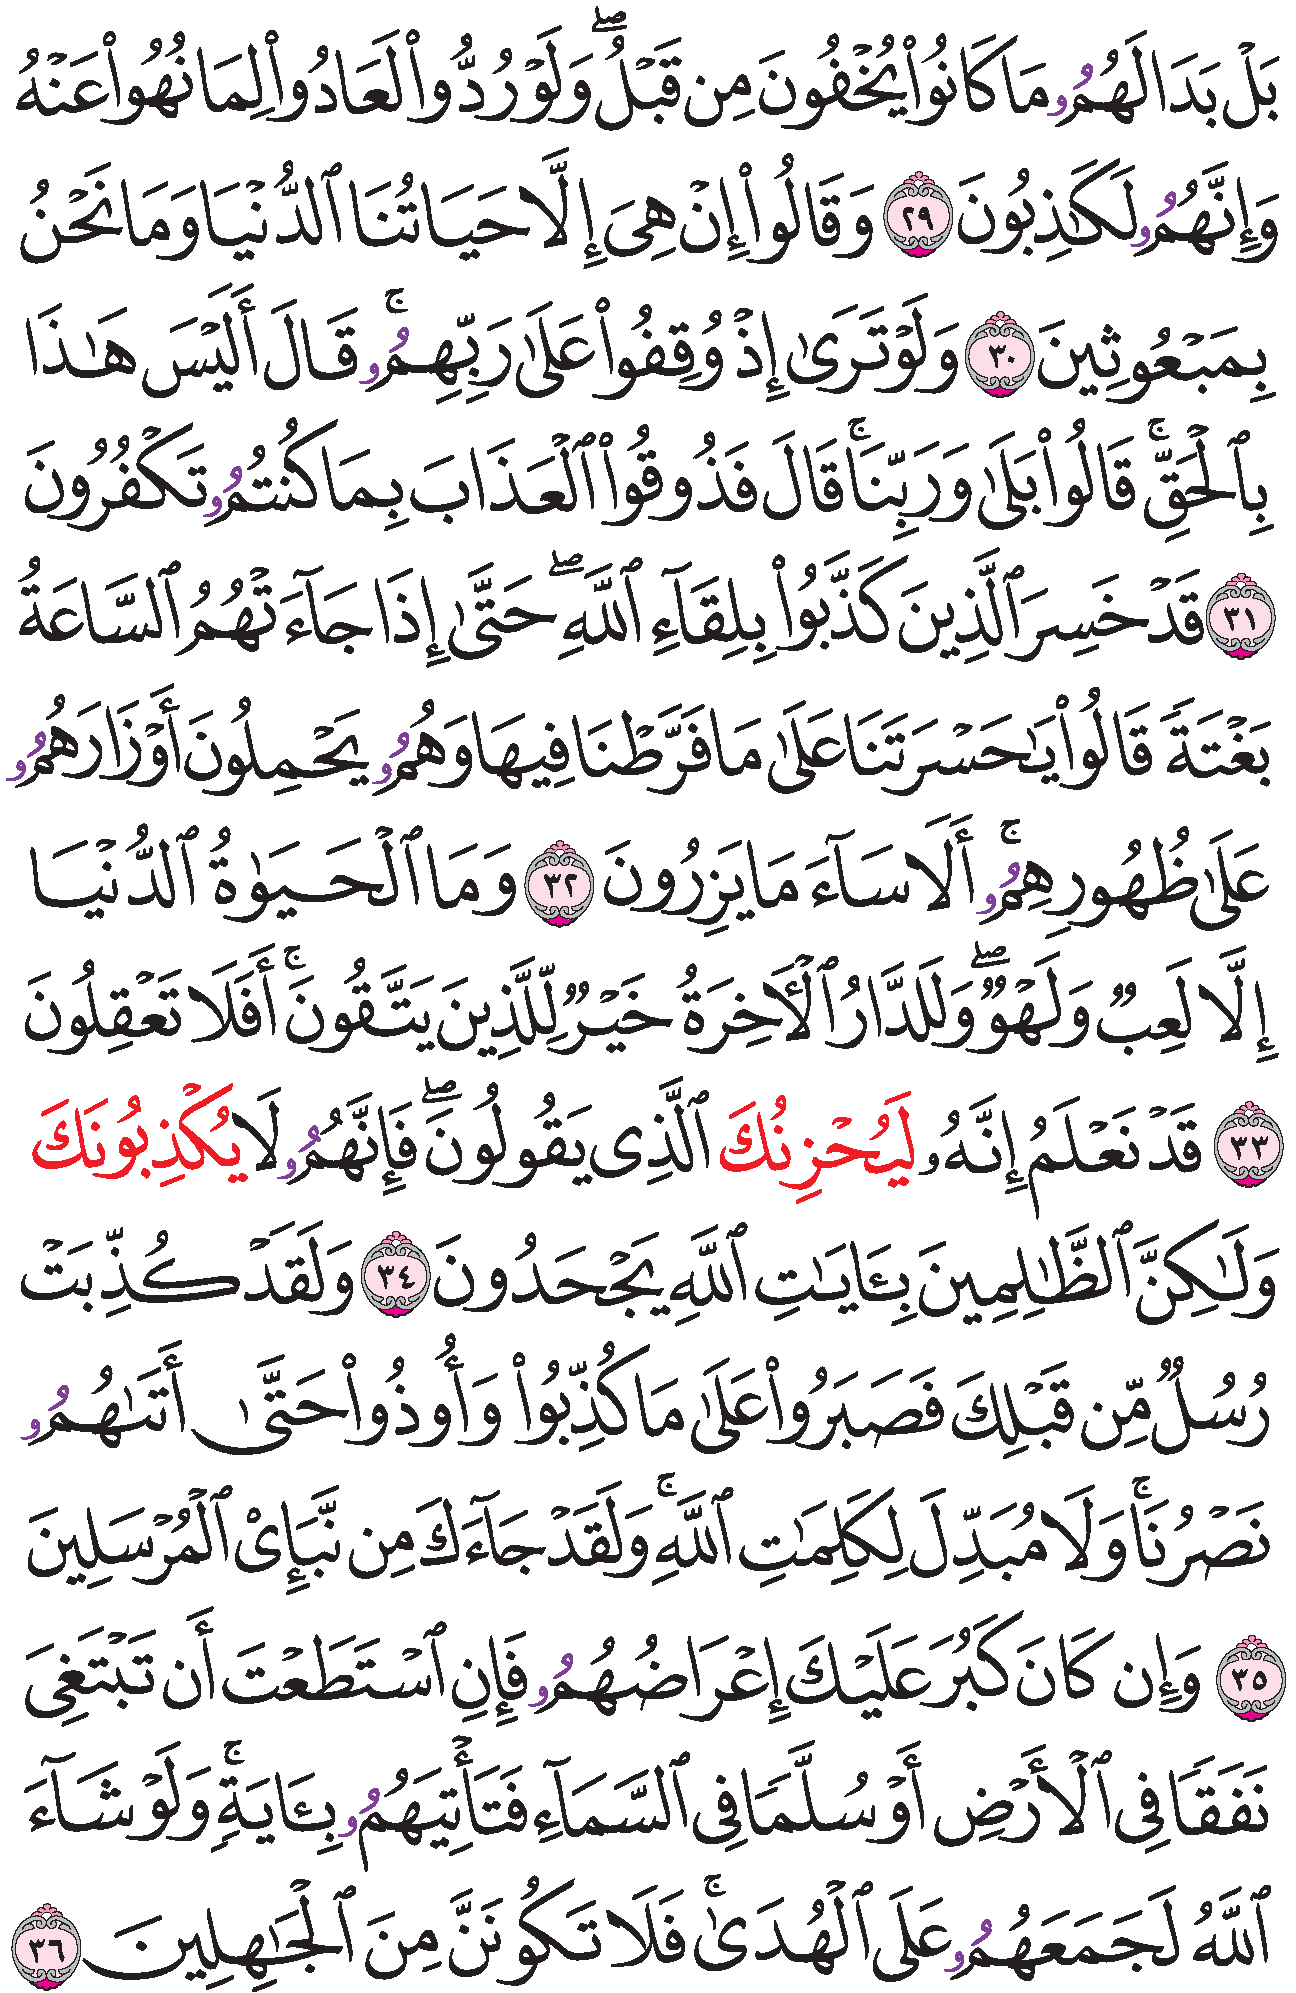 بَلۡ بَدَا لَهُمُۥ مَا كَانُواْ يُخۡفُونَ مِن قَبۡلُۖ وَلَوۡ رُدُّواْ لَعَادُواْ لِمَا نُهُواْ عَنۡهُ
وَإِنَّهُمُۥ لَكَٰذِبُونَ ٢٩ وَقَالُواْ إِنۡ هِيَ إِلَّا حَيَاتُنَا ٱلدُّنۡيَا وَمَا نَحۡنُ
بِمَبۡعُوثِينَ ٣٠ وَلَوۡ تَرَىٰ إِذۡ وُقِفُواْ عَلَىٰ رَبِّهِمُۥۚ قَالَ أَلَيۡسَ هَٰذَا
بِٱلۡحَقِّۚ قَالُواْ بَلَىٰ وَرَبِّنَاۚ قَالَ فَذُوقُواْ ٱلۡعَذَابَ بِمَا كُنتُمُۥ تَكۡفُرُونَ
٣١ قَدۡ خَسِرَ ٱلَّذِينَ كَذَّبُواْ بِلِقَآءِ ٱللَّهِۖ حَتَّىٰ إِذَا جَآءَتۡهُمُ ٱلسَّاعَةُ
بَغۡتَةٗ قَالُواْ يَٰحَسۡرَتَنَا عَلَىٰ مَا فَرَّطۡنَا فِيهَا وَهُمُۥ يَحۡمِلُونَ أَوۡزَارَهُمُۥ
عَلَىٰ ظُهُورِهِمُۥۚ أَلَا سَآءَ مَا يَزِرُونَ ٣٢ وَمَا ٱلۡحَيَوٰةُ ٱلدُّنۡيَا
إِلَّا لَعِبٞ وَلَهۡوٞۖ وَلَلدَّارُ ٱلۡأٓخِرَةُ خَيۡرٞ لِّلَّذِينَ يَتَّقُونَۚ أَفَلَا تَعۡقِلُونَ
٣٣ قَدۡ نَعۡلَمُ إِنَّهُۥ لَيُحۡزِنُكَ ٱلَّذِي يَقُولُونَۖ فَإِنَّهُمُۥ لَا يُكۡذِبُونَكَ
وَلَٰكِنَّ ٱلظَّٰلِمِينَ بِـَٔايَٰتِ ٱللَّهِ يَجۡحَدُونَ ٣٤ وَلَقَدۡ كُذِّبَتۡ
رُسُلٞ مِّن قَبۡلِكَ فَصَبَرُواْ عَلَىٰ مَا كُذِّبُواْ وَأُوذُواْ حَتَّىٰ أَتَىٰهُمُۥ
نَصۡرُنَاۚ وَلَا مُبَدِّلَ لِكَلِمَٰتِ ٱللَّهِۚ وَلَقَدۡ جَآءَكَ مِن نَّبَإِيْ ٱلۡمُرۡسَلِينَ
٣٥ وَإِن كَانَ كَبُرَ عَلَيۡكَ إِعۡرَاضُهُمُۥ فَإِنِ ٱسۡتَطَعۡتَ أَن تَبۡتَغِيَ
نَفَقٗا فِي ٱلۡأَرۡضِ أَوۡ سُلَّمٗا فِي ٱلسَّمَآءِ فَتَأۡتِيَهُمُۥ بِـَٔايَةٖۚ وَلَوۡ شَآءَ
ٱللَّهُ لَجَمَعَهُمُۥ عَلَى ٱلۡهُدَىٰۚ فَلَا تَكُونَنَّ مِنَ ٱلۡجَٰهِلِينَ ٣٦